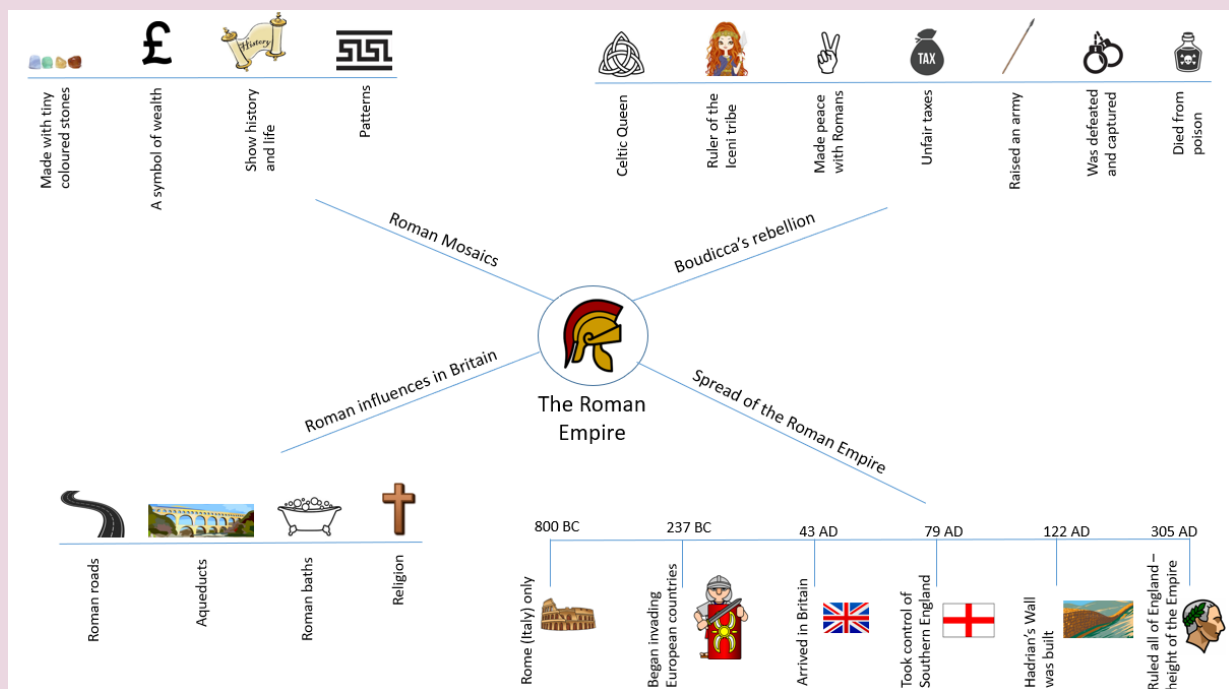 £
History
Made with tiny
coloured stones
A symbol of wealth
Show history
and life
Patterns
Roman Mosaics
TAX
Celtic Queen
Ruler of the
Iceni tribe
Made peace
with Romans
Unfair taxes
Raised an army
Was defeated
and captured
Died from
poison
Boudicca's rebellion
The Roman
Empire
Roman influences in Britain
Roman roads
Aqueducts
Roman baths
Religion
Spread of the Roman Empire
800 BC
237 BC
43 AD
79 AD
122 AD
305 AD
Rome (Italy) only
Began invading
European countries
Arrived in Britain
Took control of
Southern England
Hadrian's Wall
was built
Ruled all of England –
height of the Empire